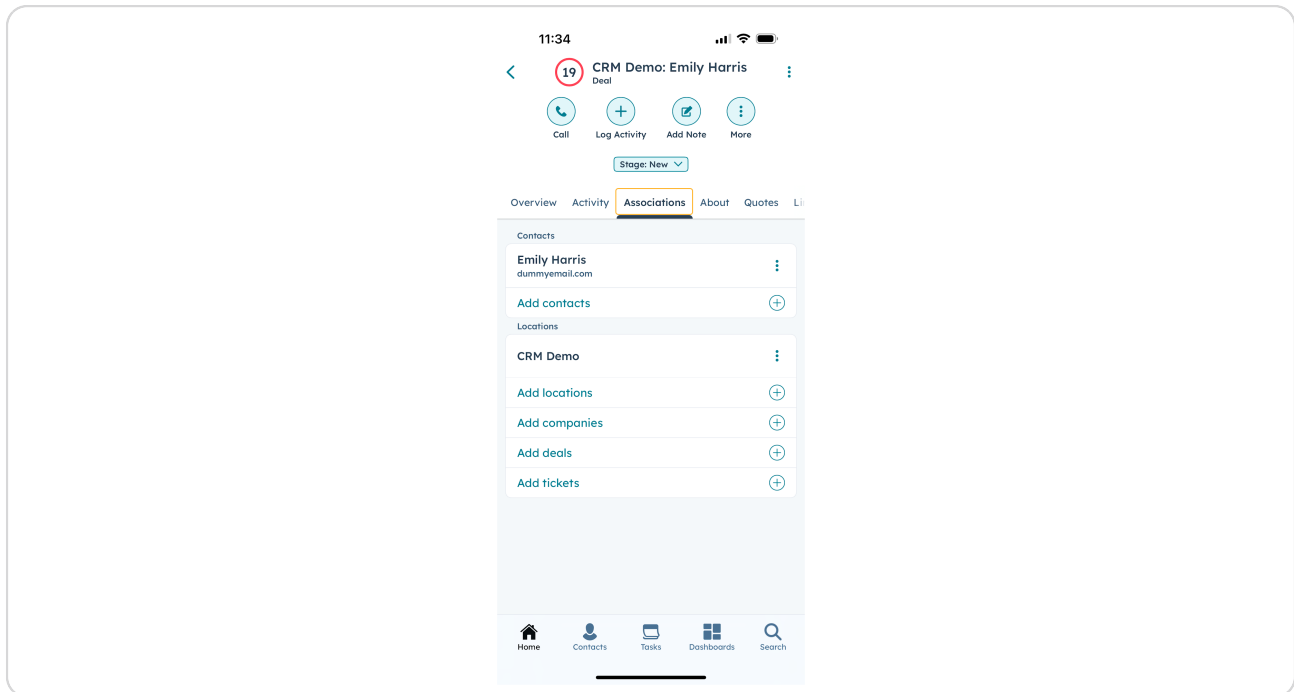 11:34
19
CRM Demo: Emily Harris
Deal
Call Log Activity Add Note More
Stage: New
Overview Activity Associations About Quotes Li
Contacts
Emily Harris
dummyemail.com
Add contacts
Locations
CRM Demo
Add locations
Add companies
Add deals
Add tickets
Home Contacts Tasks Dashboards Search